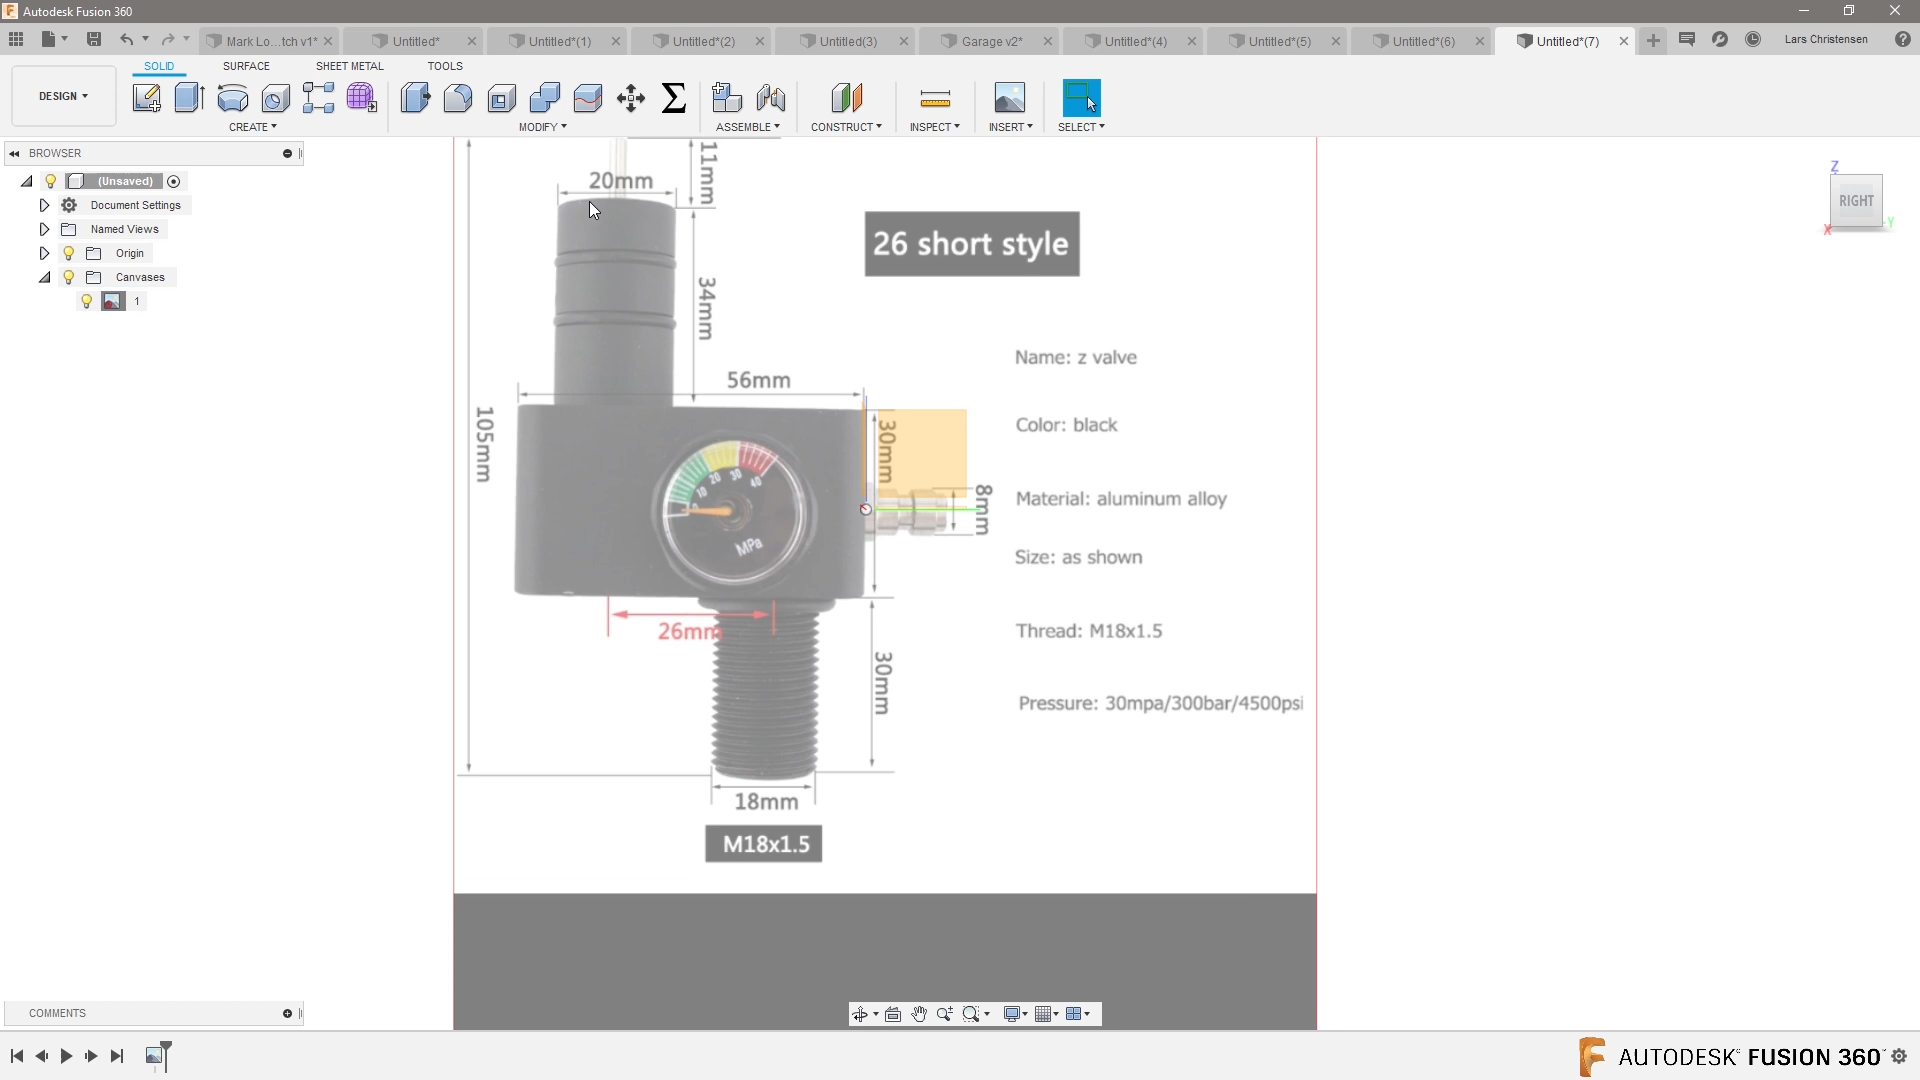 Autodesk Fusion 360
Mark Lo...tch v1*
Untitled*
Untitled*(1)
Untitled*(2)
Untitled(3)
Garage v2*
Untitled*(4)
Untitled*(5)
Untitled*(6)
Untitled*(7)
Lars Christensen
SOLID
SURFACE
SHEET METAL
TOOLS
DESIGN
CREATE
MODIFY
ASSEMBLE
CONSTRUCT
INSPECT
INSERT
SELECT
BROWSER
(Unsaved)
Document Settings
Named Views
Origin
Canvases
1
Z
RIGHT
Y
X
11mm
20mm
26 short style
34mm
Name: z valve
56mm
105mm
Color: black
30mm
10 20 30 40
8mm
Material: aluminum alloy
MPa
Size: as shown
26mm
Thread: M18x1.5
30mm
Pressure: 30mpa/300bar/4500psi
18mm
M18x1.5
COMMENTS
AUTODESK FUSION 360